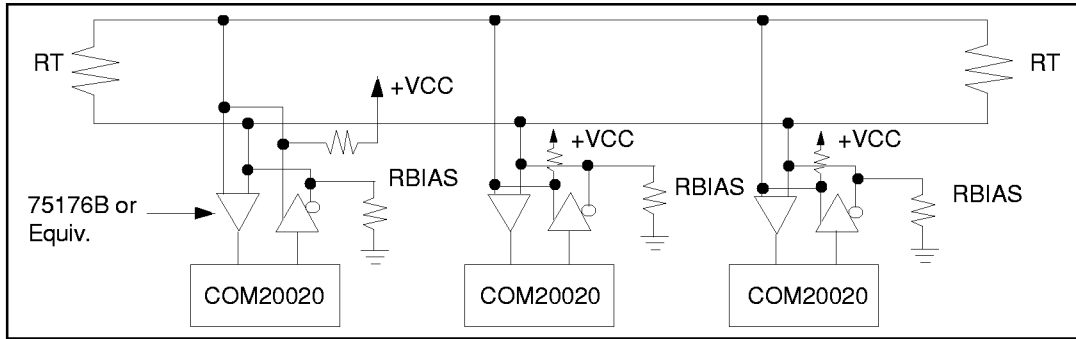 RT
RT
+VCC
+VCC
+VCC
RBIAS
RBIAS
RBIAS
75176B or
Equiv.
COM20020
COM20020
COM20020